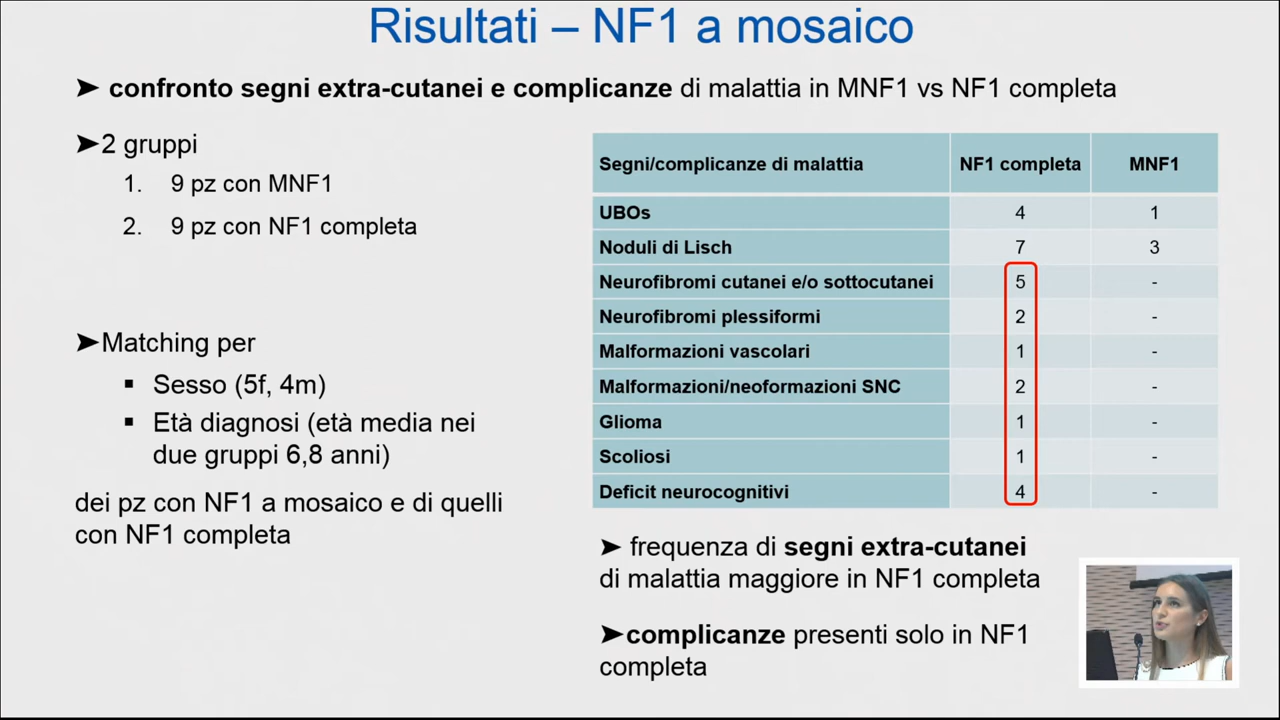 Risultati – NF1 a mosaico
➤ confronto segni extra-cutanei e complicanze di malattia in MNF1 vs NF1 completa
➤2 gruppi
1. 9 pz con MNF1
2. 9 pz con NF1 completa
➤Matching per
▪ Sesso (5f, 4m)
▪ Età diagnosi (età media nei
due gruppi 6,8 anni)
dei pz con NF1 a mosaico e di quelli
con NF1 completa
Segni/complicanze di malattia NF1 completa MNF1
UBOs 4 1
Noduli di Lisch 7 3
Neurofibromi cutanei e/o sottocutanei 5 -
Neurofibromi plessiformi 2 -
Malformazioni vascolari 1 -
Malformazioni/neoformazioni SNC 2 -
Glioma 1 -
Scoliosi 1 -
Deficit neurocognitivi 4 -
➤ frequenza di segni extra-cutanei
di malattia maggiore in NF1 completa
➤complicanze presenti solo in NF1
completa